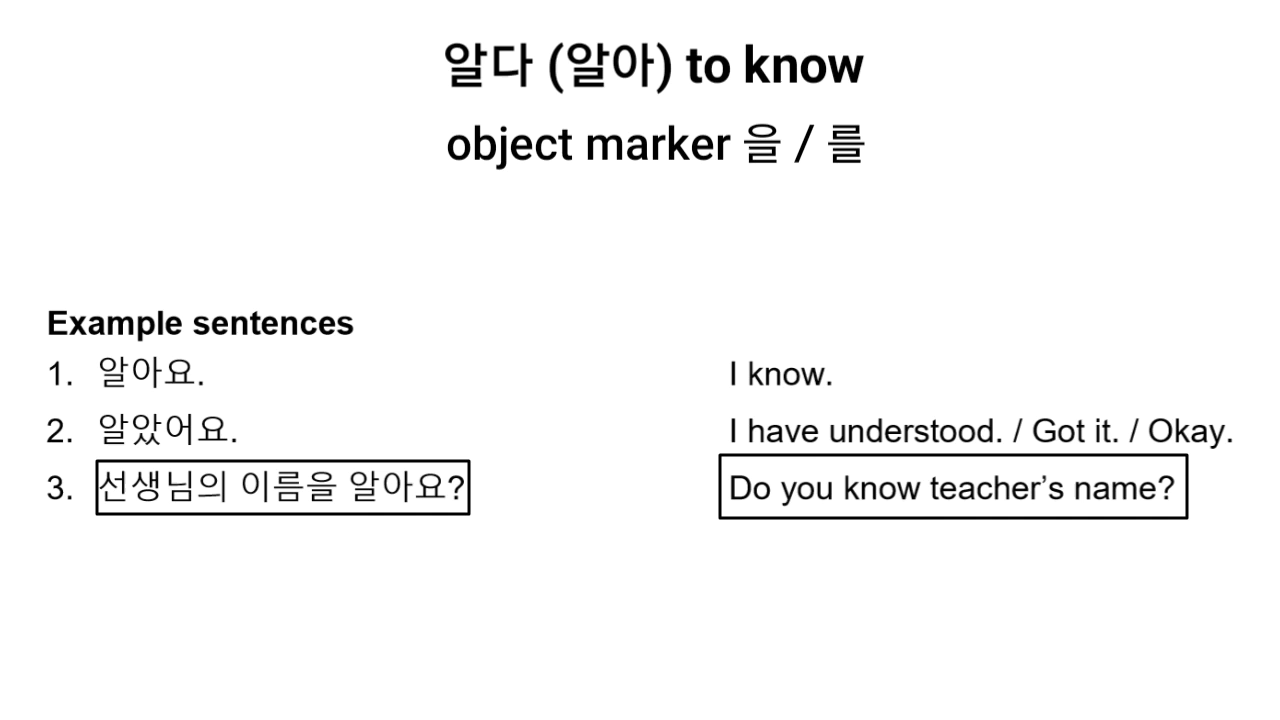 알다 (알아) to know
object marker 을 / 를
Example sentences
1. 알아요. I know.
2. 알았어요. I have understood. / Got it. / Okay.
3. 선생님의 이름을 알아요? Do you know teacher’s name?